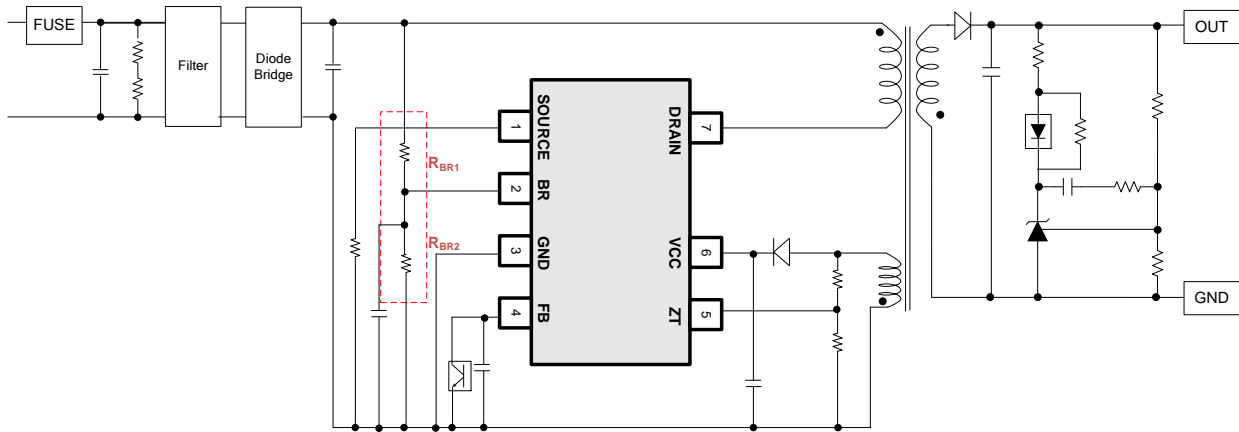 FUSE
Filter
Diode
Bridge
OUT
GND
SOURCE
1
BR
2
GND
3
FB
4
DRAIN
7
VCC
6
ZT
5
RBR1
RBR2